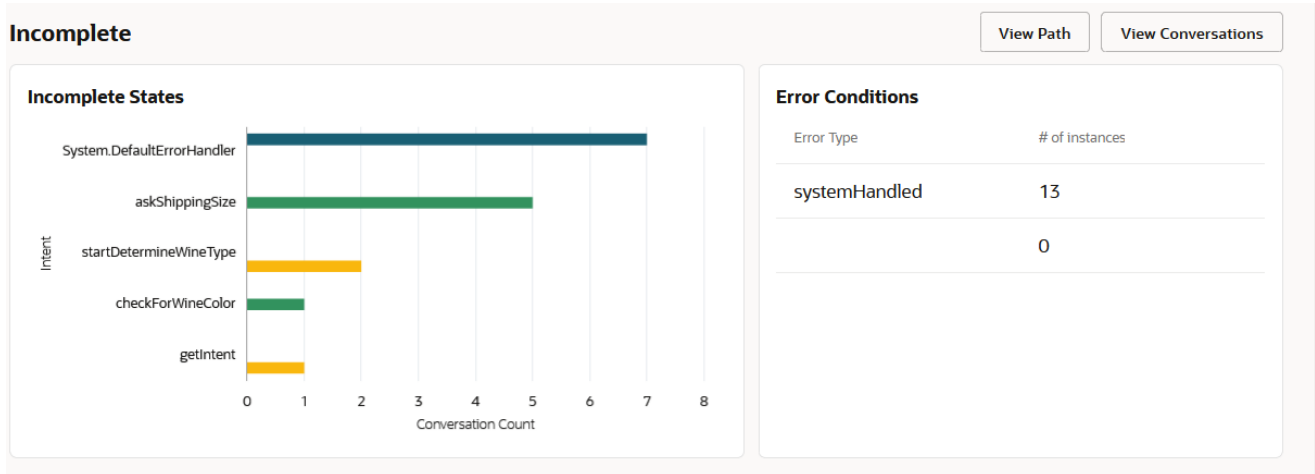 Incomplete
View Path
View Conversations
Incomplete States
System.DefaultErrorHandler
askShippingSize
startDetermineWineType
checkForWineColor
getIntent
Intent
0 1 2 3 4 5 6 7 8
Conversation Count
Error Conditions
Error Type # of instances
systemHandled 13
0